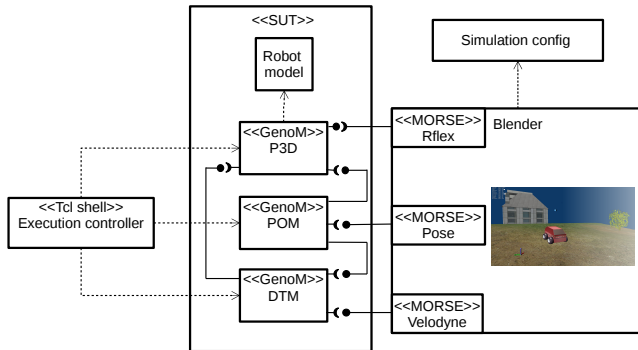 <<SUT>>
Robot
model
Simulation config
<<GenoM>>
P3D
<<MORSE>>
Rflex
Blender
<<Tcl shell>>
Execution controller
<<GenoM>>
POM
<<MORSE>>
Pose
<<GenoM>>
DTM
<<MORSE>>
Velodyne